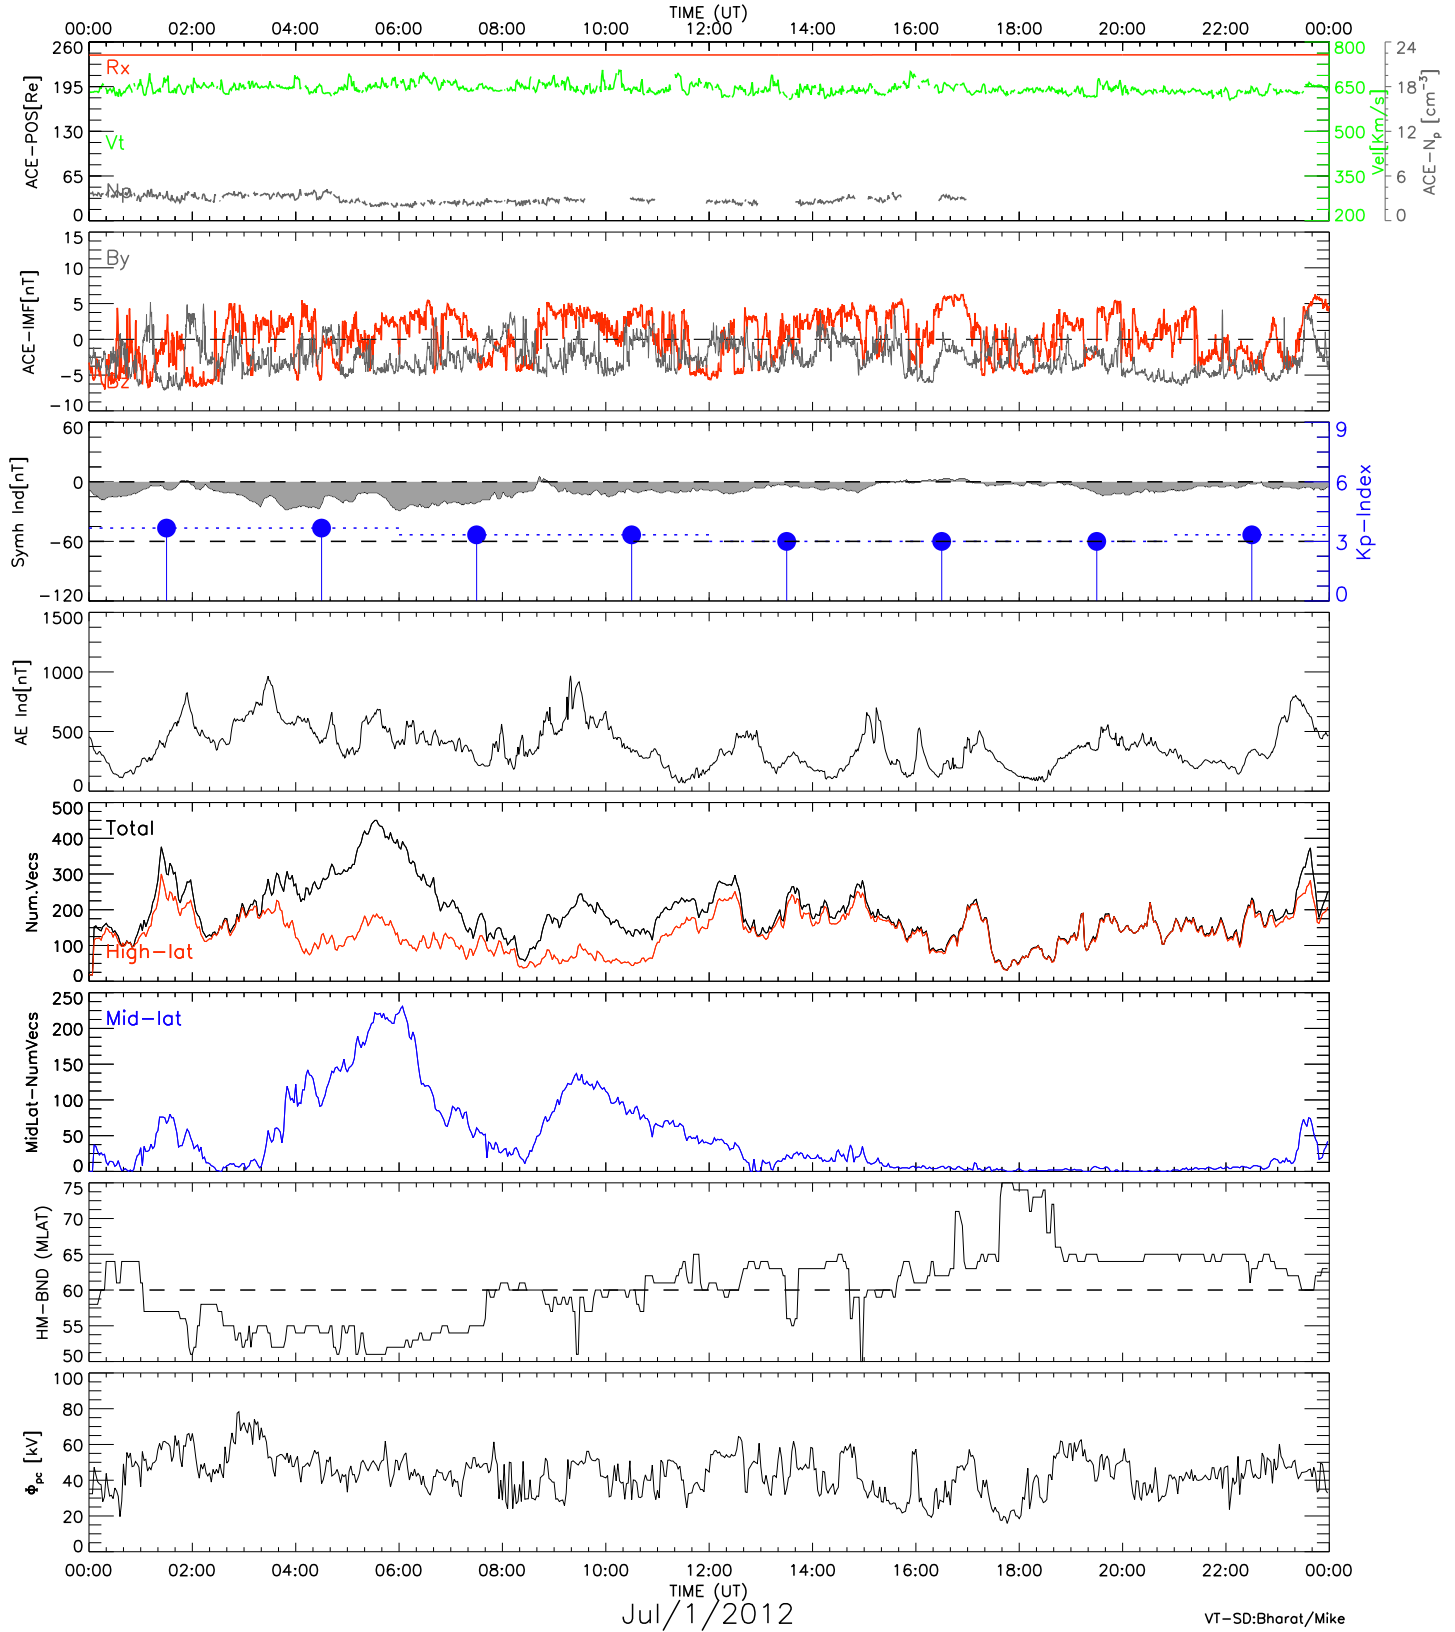 TIME (UT)
00:00 02:00 04:00 06:00 08:00 10:00 12:00 14:00 16:00 18:00 20:00 22:00 00:00
ACE-POS[Re]
260
195
130
65
0
Rx
Vt
Np
800
650
500
350
200
Vel[Km/s]
24
18
12
6
0
ACE-Np [cm⁻³]
ACE-IMF[nT]
15
10
5
0
-5
-10
By
Bz
Symh Ind[nT]
60
0
-60
-120
9
6
3
0
Kp-Index
AE Ind[nT]
1500
1000
500
0
Num.Vecs
500
400
300
200
100
0
Total
High-lat
MidLat-NumVecs
250
200
150
100
50
0
Mid-lat
HM-BND (MLAT)
75
70
65
60
55
50
Φpc [kV]
100
80
60
40
20
0
00:00 02:00 04:00 06:00 08:00 10:00 12:00 14:00 16:00 18:00 20:00 22:00 00:00
TIME (UT)
Jul/1/2012
VT-SD:Bharat/Mike